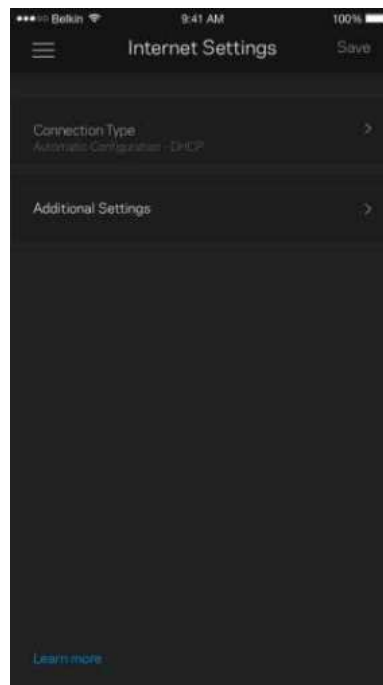 Belkin 9:41 AM 100%
Internet Settings Save
Connection Type
Automatic Configuration - DHCP
Additional Settings
Learn more